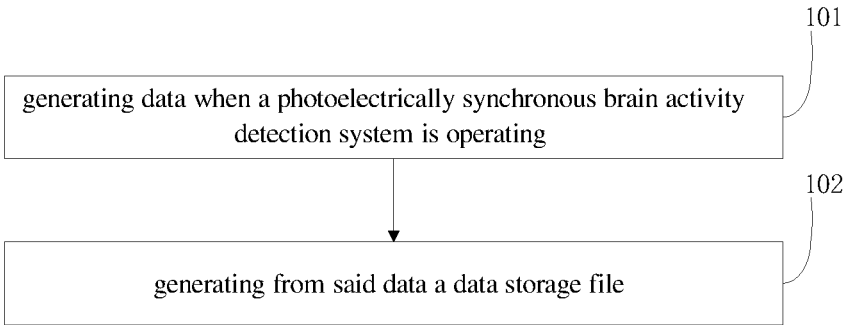 101
generating data when a photoelectrically synchronous brain activity
detection system is operating
102
generating from said data a data storage file